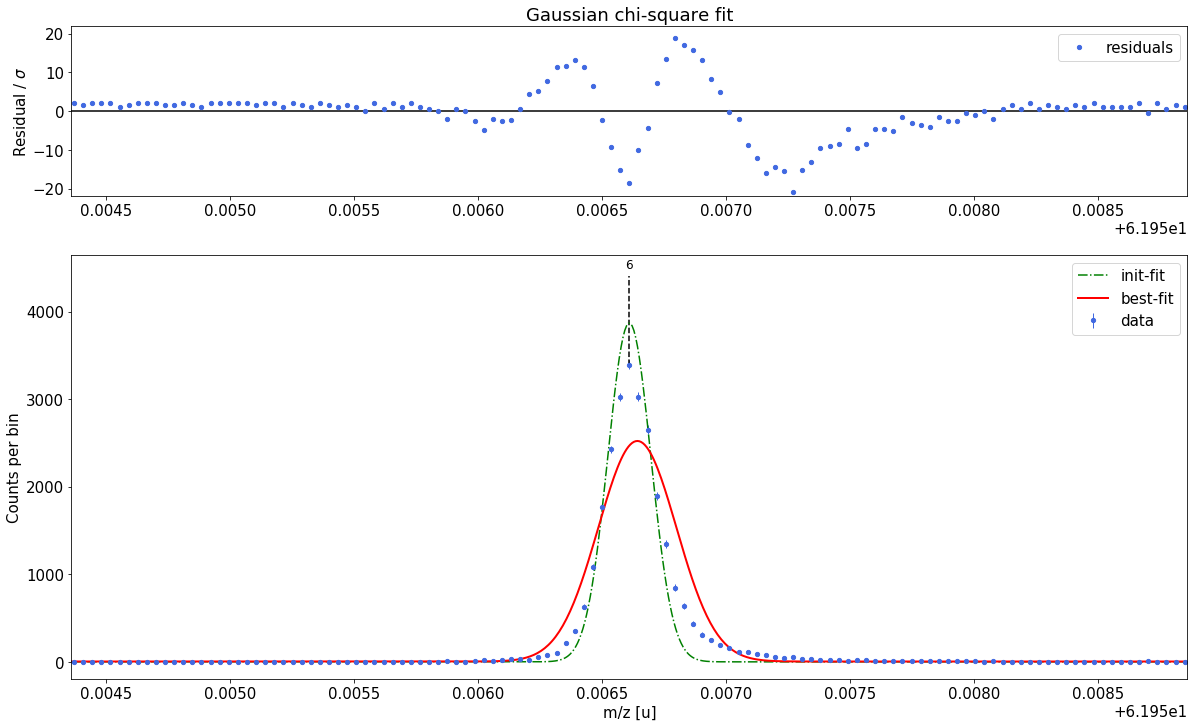 Gaussian chi-square fit
Residual / σ
20
10
0
−10
−20
residuals
0.0045 0.0050 0.0055 0.0060 0.0065 0.0070 0.0075 0.0080 0.0085
+6.195e1
Counts per bin
4000
3000
2000
1000
0
6
init-fit
best-fit
data
0.0045 0.0050 0.0055 0.0060 0.0065 0.0070 0.0075 0.0080 0.0085
m/z [u]
+6.195e1